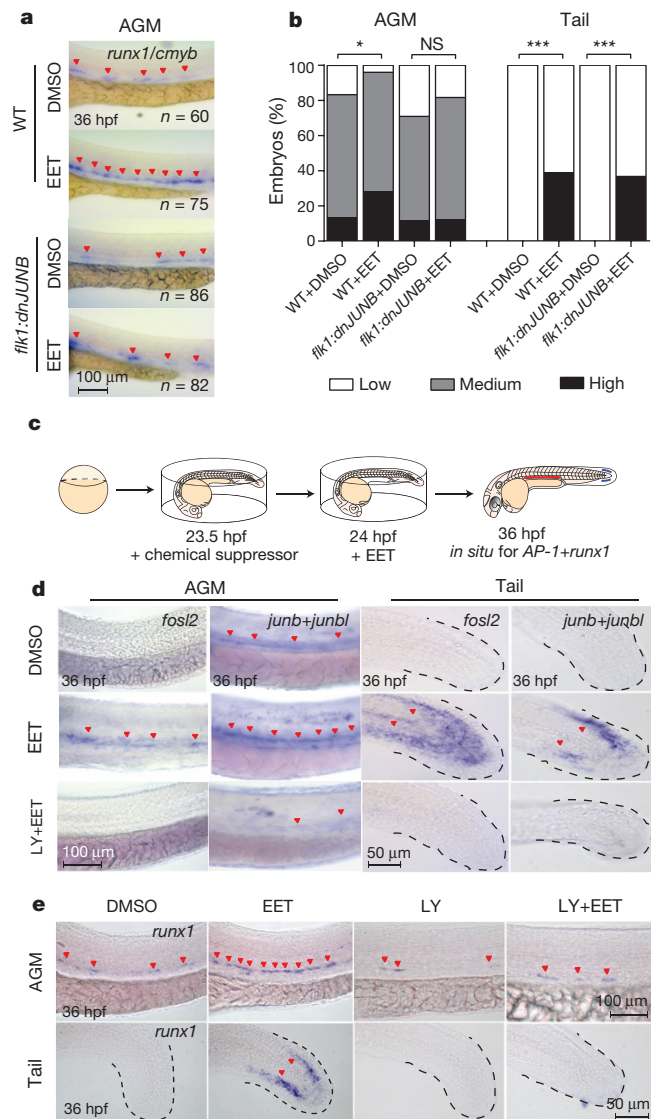 a
AGM
runx1/cmyb
WT
DMSO
36 hpf
n = 60
EET
n = 75
flk1:dnJUNB
DMSO
n = 86
EET
100 μm
n = 82
b
AGM
Tail
*
NS
***
***
Embryos (%)
100
80
60
40
20
0
WT+DMSO
WT+EET
flk1:dnJUNB+DMSO
flk1:dnJUNB+EET
WT+DMSO
WT+EET
flk1:dnJUNB+DMSO
flk1:dnJUNB+EET
Low
Medium
High
c
23.5 hpf
+ chemical suppressor
24 hpf
+ EET
36 hpf
in situ for AP-1+runx1
d
AGM
Tail
DMSO
fosl2
36 hpf
junb+junbl
36 hpf
fosl2
36 hpf
junb+junbl
36 hpf
EET
LY+EET
100 μm
50 μm
e
DMSO
EET
LY
LY+EET
AGM
runx1
36 hpf
100 μm
Tail
runx1
36 hpf
50 μm